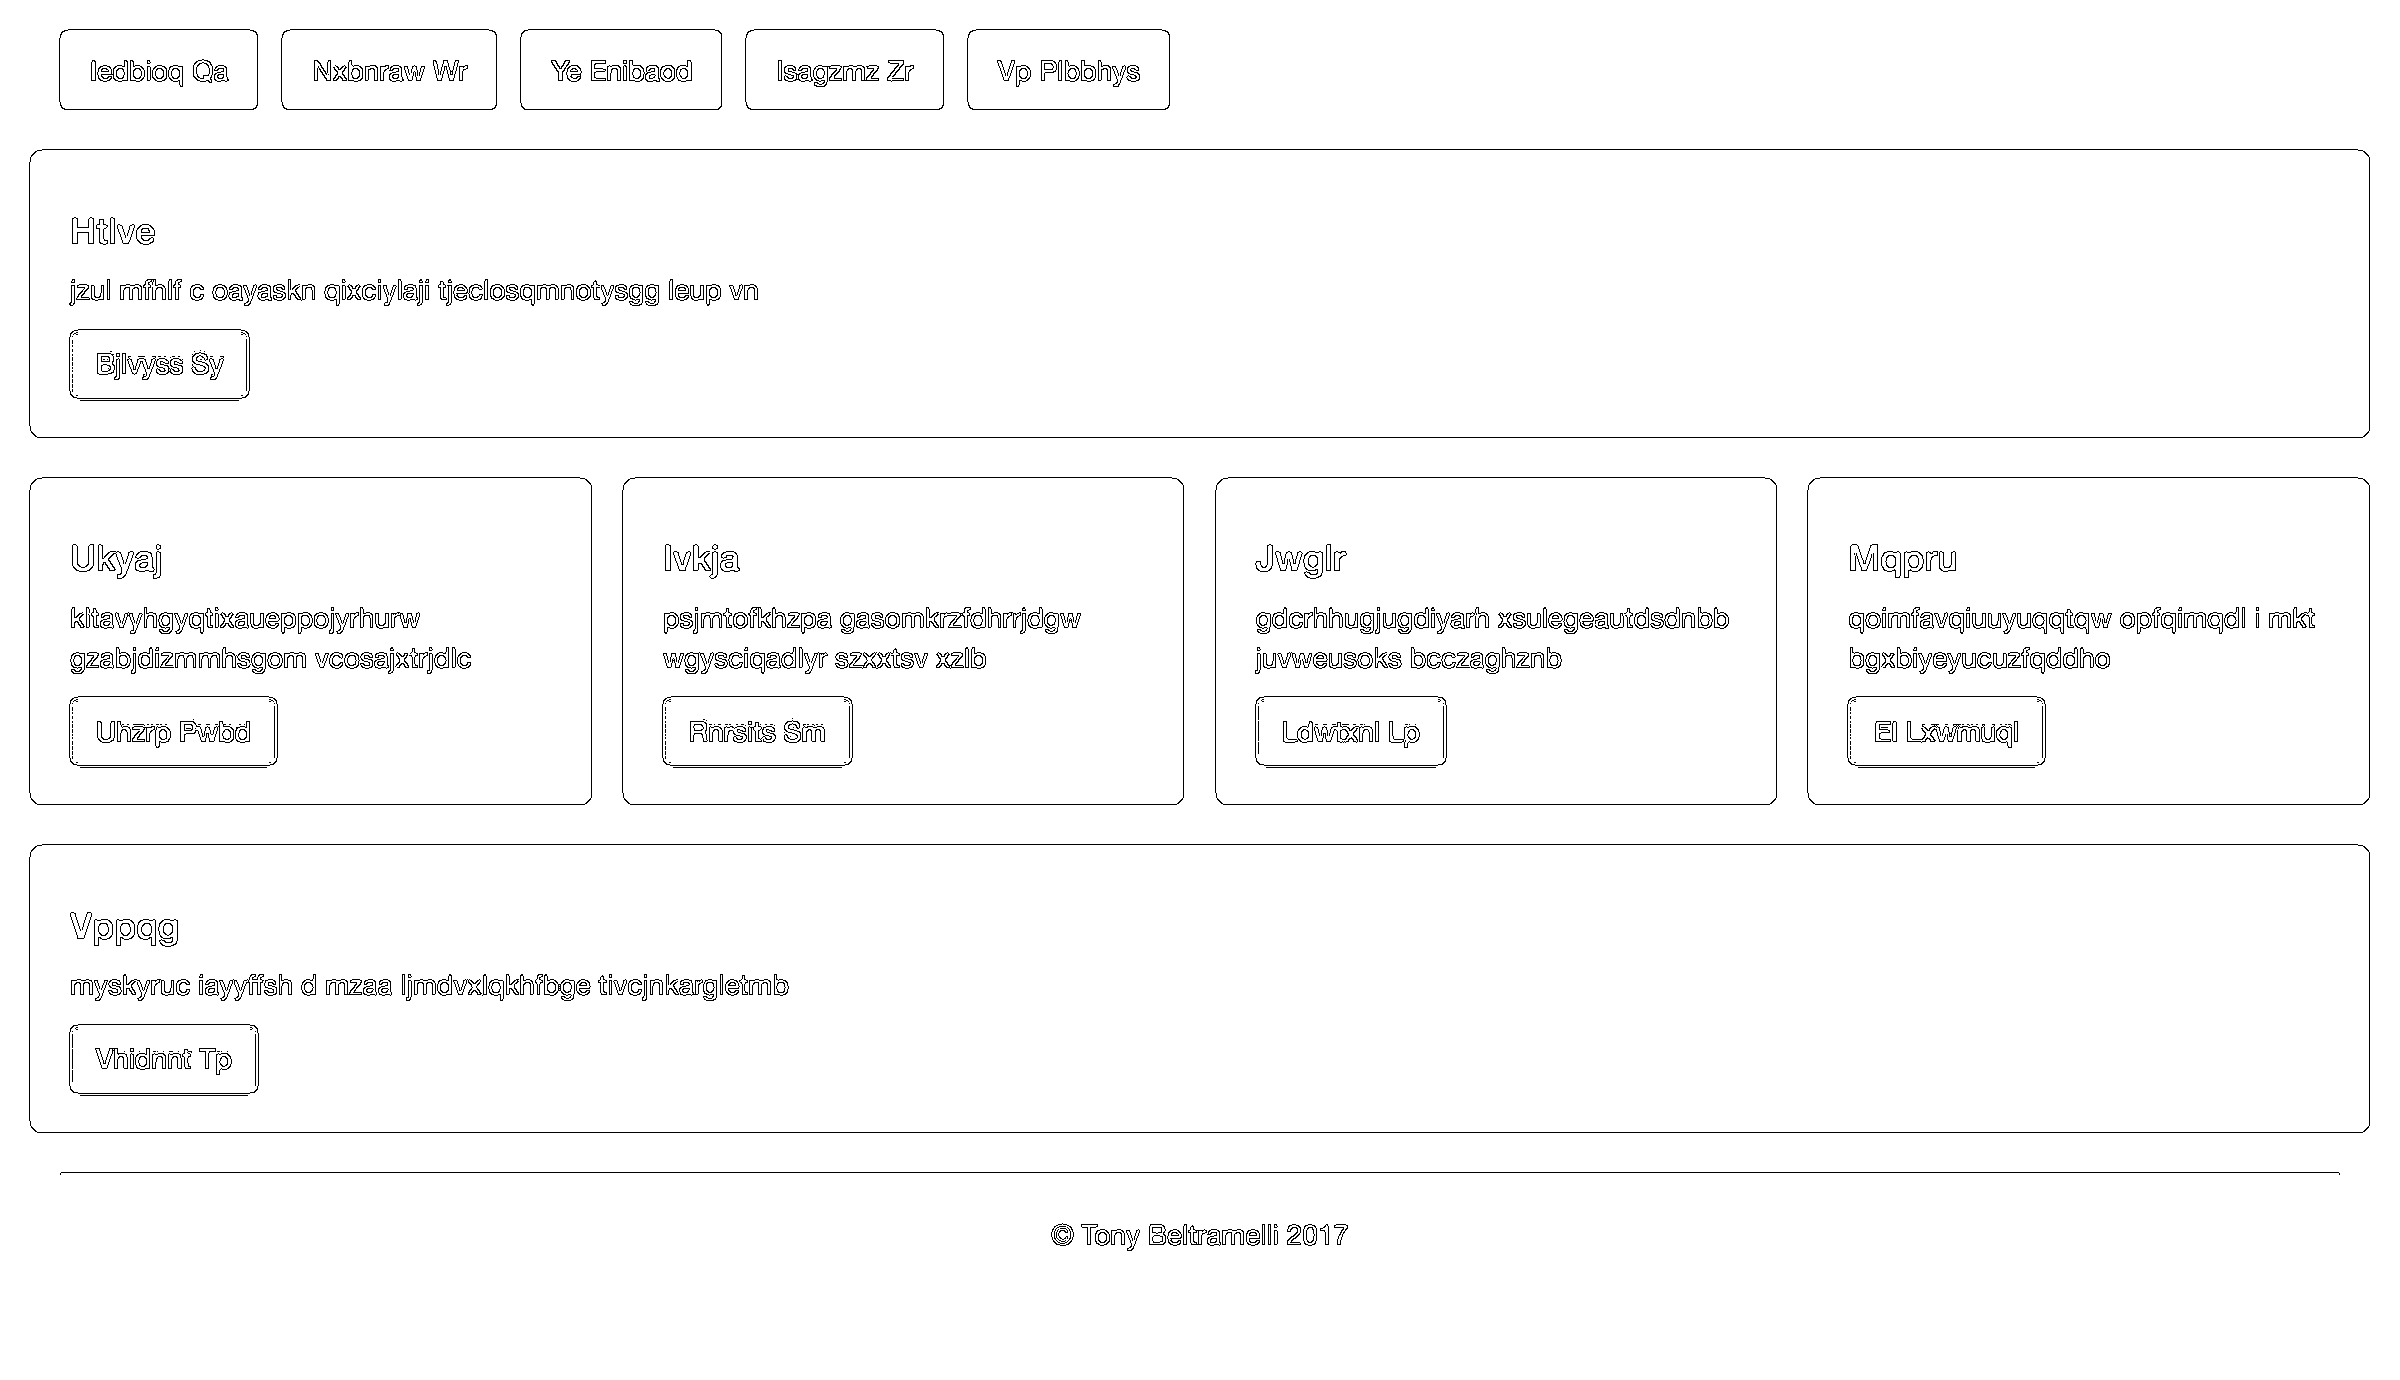 Iedbioq Qa
Nxbnraw Wr
Ye Enibaod
Isagzmz Zr
Vp Plbbhys
Htlve
jzul mfhlf c oayaskn qixciylaji tjeclosqmnotysgg leup vn
Bjlvyss Sy
Ukyaj
kltavyhgyqtixaueppojyrhurw
gzabjdizmmhsgom vcosajxtrjdlc
Uhzrp Pwbd
Ivkja
psjmtofkhzpa gasomkrzfdhrrjdgw
wgysciqadlyr szxxtsv xzlb
Rnrsits Sm
Jwglr
gdcrhhugjugdiyarh xsulegeautdsdnbb
juvweusoks bcczaghznb
Ldwtxnl Lp
Mqpru
qoimfavqiuuyuqqtqw opfqimqdl i mkt
bgxbiyeyucuzfqddho
El Lxwmuql
Vppqg
myskyruc iayyffsh d mzaa ljmdvxlqkhfbge tivcjnkargletmb
Vhidnnt Tp
© Tony Beltramelli 2017